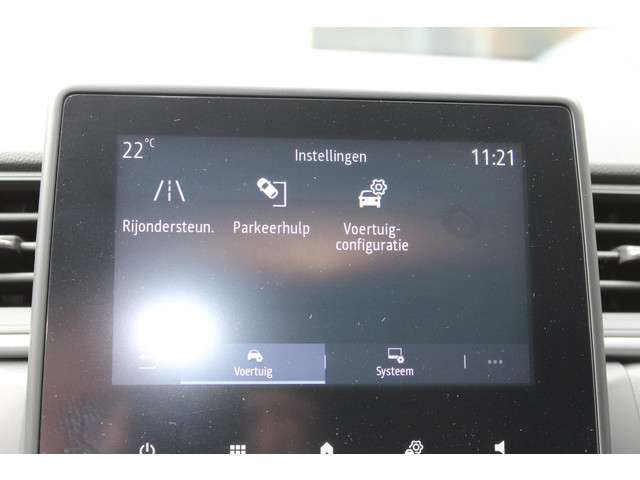 22°C
Instellingen
11:21
Rijondersteun.
Parkeerhulp
Voertuig-
configuratie
Voertuig
Systeem